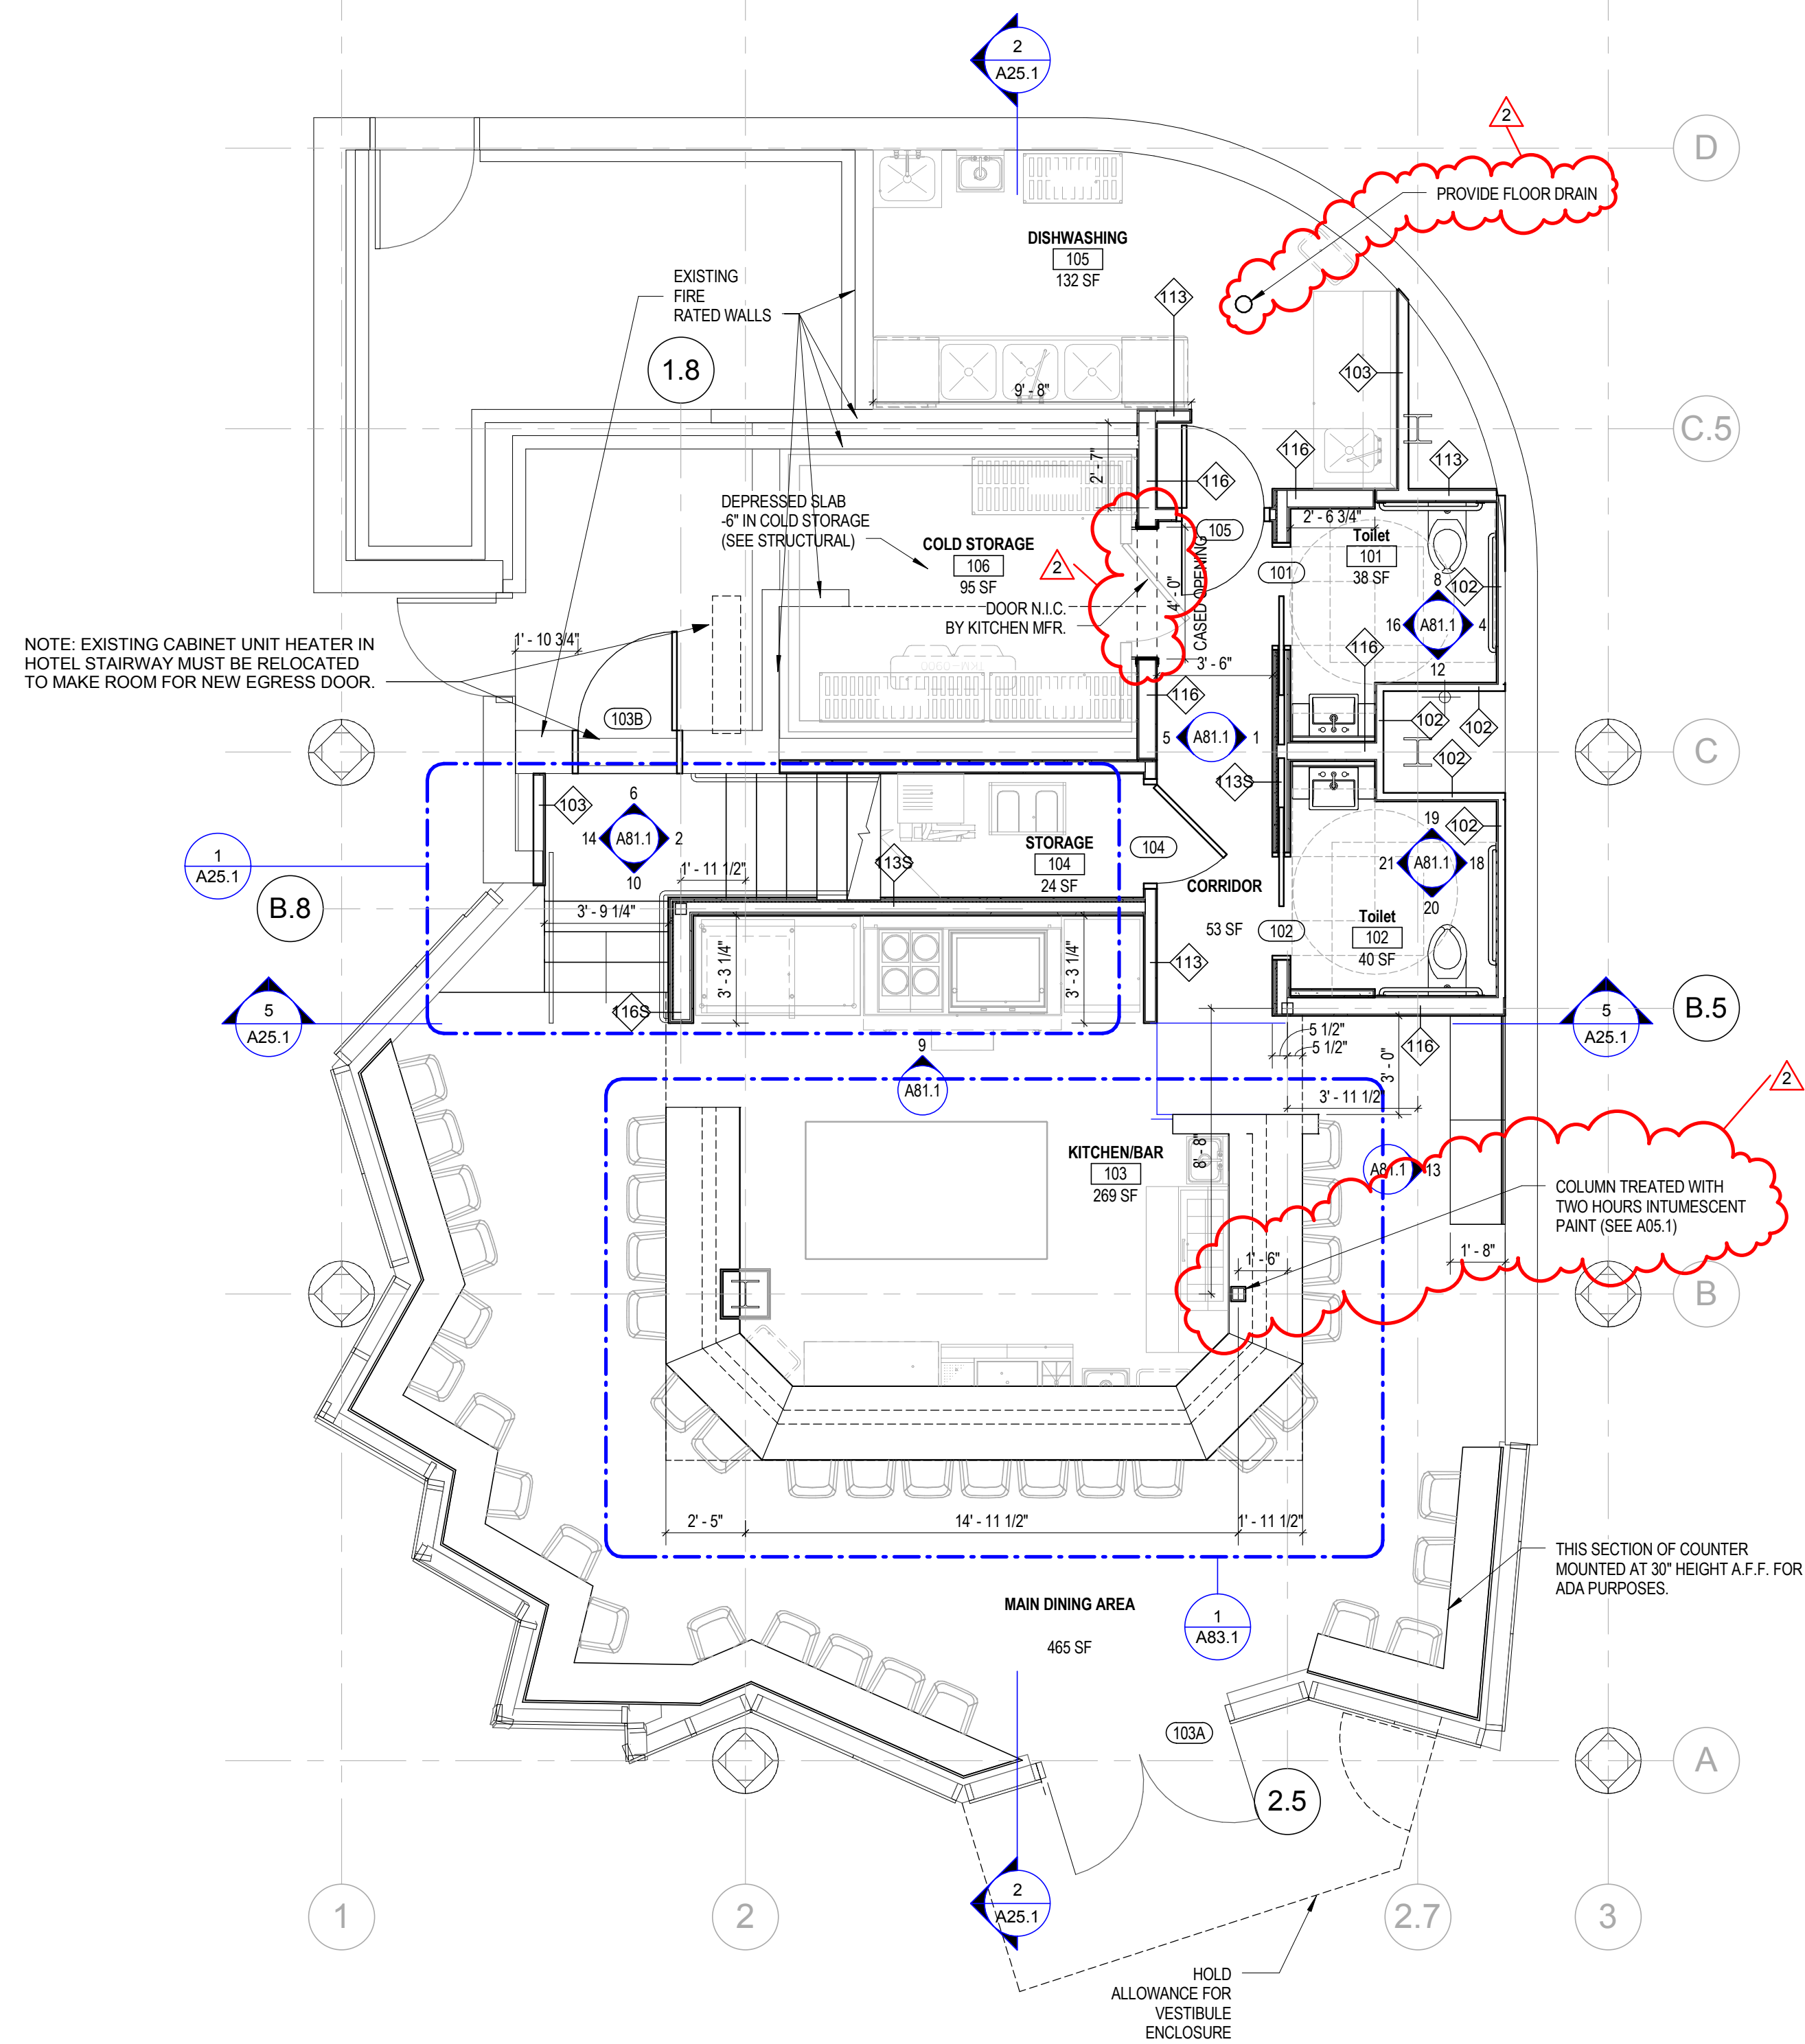 2
A25.1
2
D
PROVIDE FLOOR DRAIN
DISHWASHING
105
132 SF
EXISTING
FIRE
RATED WALLS
113
1.8
103
9' - 8"
C.5
116
113
2' - 7"
116
DEPRESSED SLAB
-6" IN COLD STORAGE
(SEE STRUCTURAL)
2' - 6 3/4"
105
Toilet
101
38 SF
COLD STORAGE
106
95 SF
2
101
8
102
CASED OPENING
4' - 0"
DOOR N.I.C.
BY KITCHEN MFR.
16
A81.1
4
12
NOTE: EXISTING CABINET UNIT HEATER IN
HOTEL STAIRWAY MUST BE RELOCATED
TO MAKE ROOM FOR NEW EGRESS DOOR.
1' - 10 3/4"
116
3' - 6"
TKM-0900
116
103B
102
102
5
A81.1
1
C
102
113S
6
103
14
A81.1
2
10
19
102
21
A81.1
18
20
STORAGE
104
24 SF
104
1
A25.1
113S
1' - 11 1/2"
CORRIDOR
53 SF
B.8
3' - 9 1/4"
102
Toilet
102
40 SF
3' - 3 1/4"
3' - 3 1/4"
113
5
A25.1
116S
5
A25.1
B.5
5 1/2"
5 1/2"
116
3' - 0"
9
A81.1
2
3' - 11 1/2"
KITCHEN/BAR
103
269 SF
8' - 8"
A81.1
13
COLUMN TREATED WITH
TWO HOURS INTUMESCENT
PAINT (SEE A05.1)
1' - 6"
1' - 8"
B
2' - 5"
14' - 11 1/2"
1' - 11 1/2"
THIS SECTION OF COUNTER
MOUNTED AT 30" HEIGHT A.F.F. FOR
ADA PURPOSES.
MAIN DINING AREA
465 SF
1
A83.1
103A
A
2.5
2
A25.1
1
2
2.7
3
HOLD
ALLOWANCE FOR
VESTIBULE
ENCLOSURE